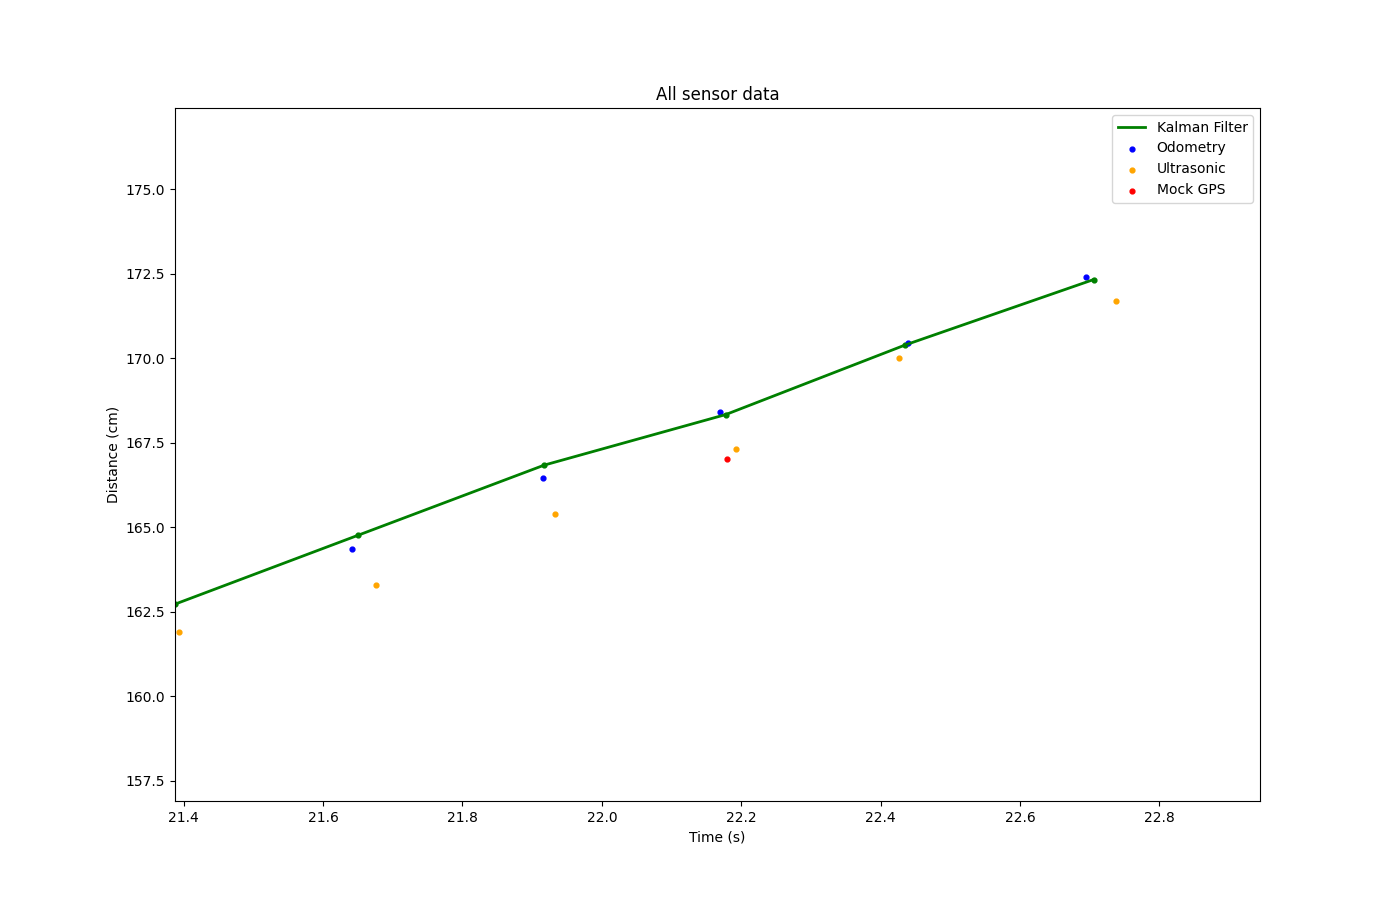 All sensor data
Kalman Filter
Odometry
Ultrasonic
Mock GPS
175.0
172.5
170.0
167.5
165.0
162.5
160.0
157.5
Distance (cm)
21.4 21.6 21.8 22.0 22.2 22.4 22.6 22.8
Time (s)